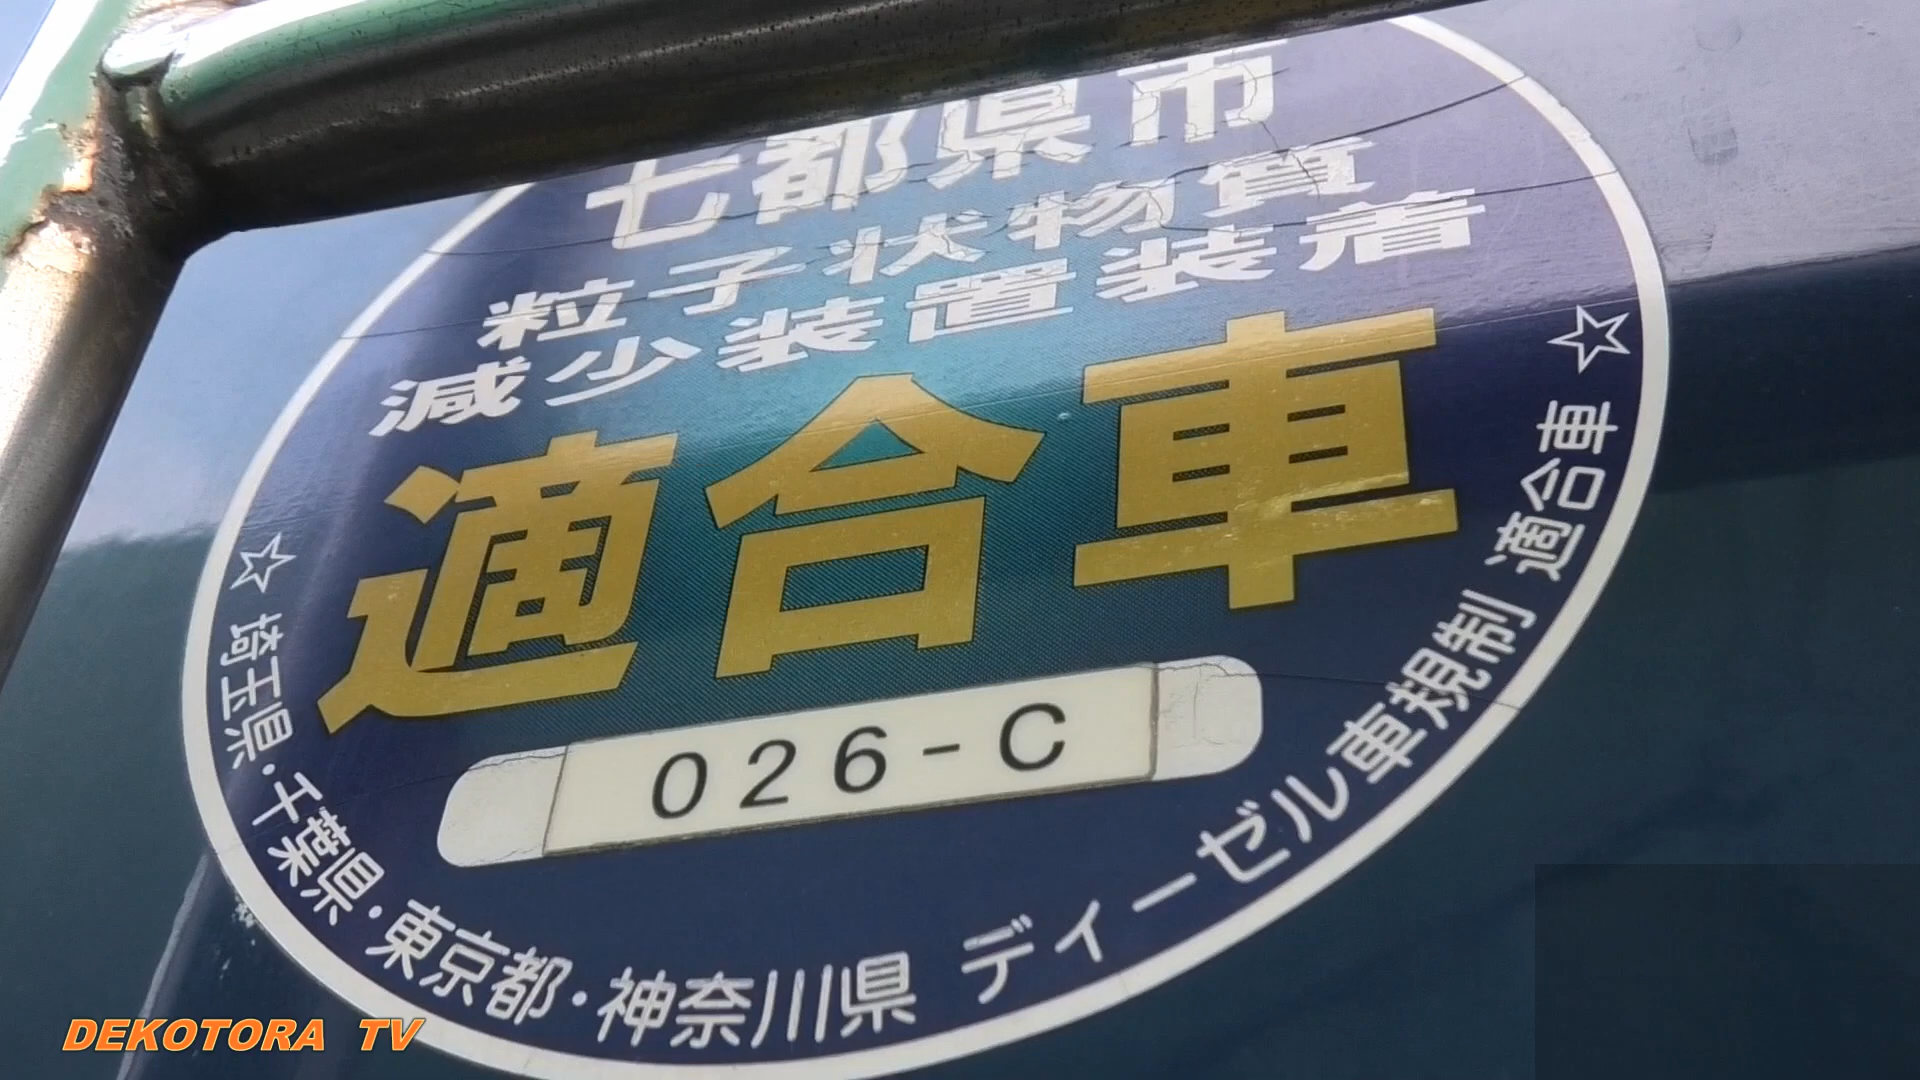 七都県市
粒子状物質
減少装置装着
適合車
026-C
☆ 埼玉県・千葉県・東京都・神奈川県 ディーゼル車規制 適合車 ☆
DEKOTORA TV